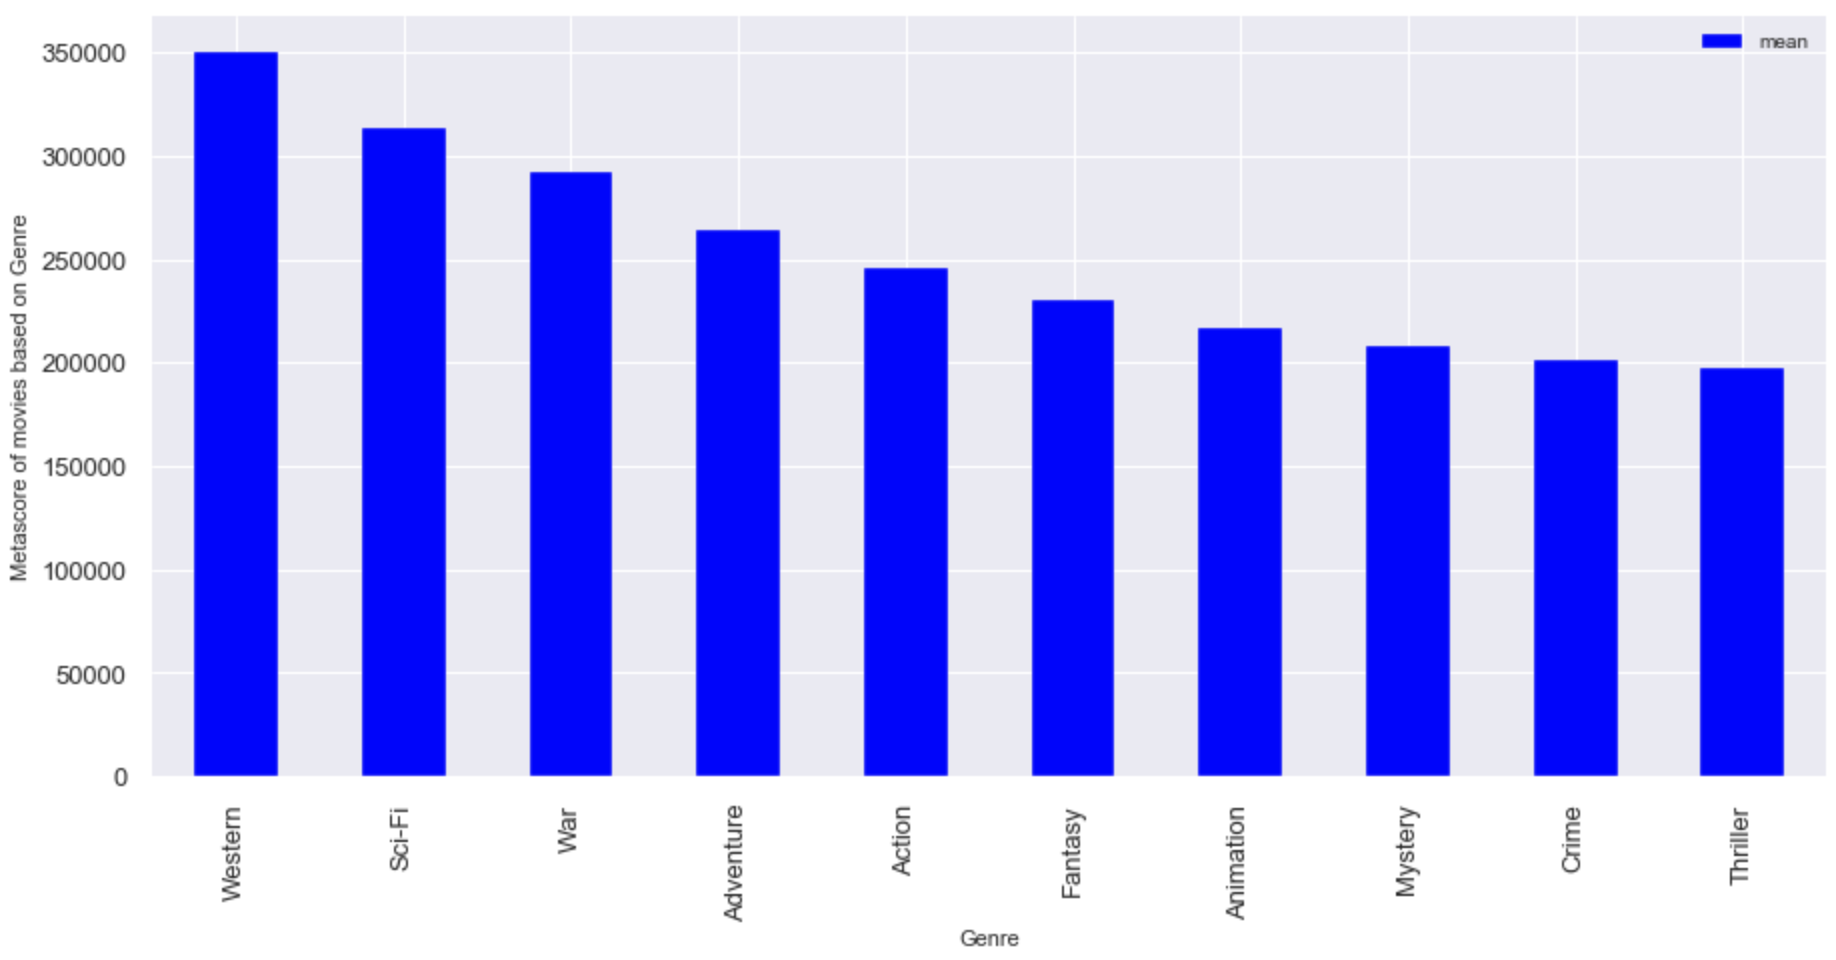 mean
350000
300000
250000
200000
150000
100000
50000
0
Metascore of movies based on Genre
Western
Sci-Fi
War
Adventure
Action
Fantasy
Animation
Mystery
Crime
Thriller
Genre